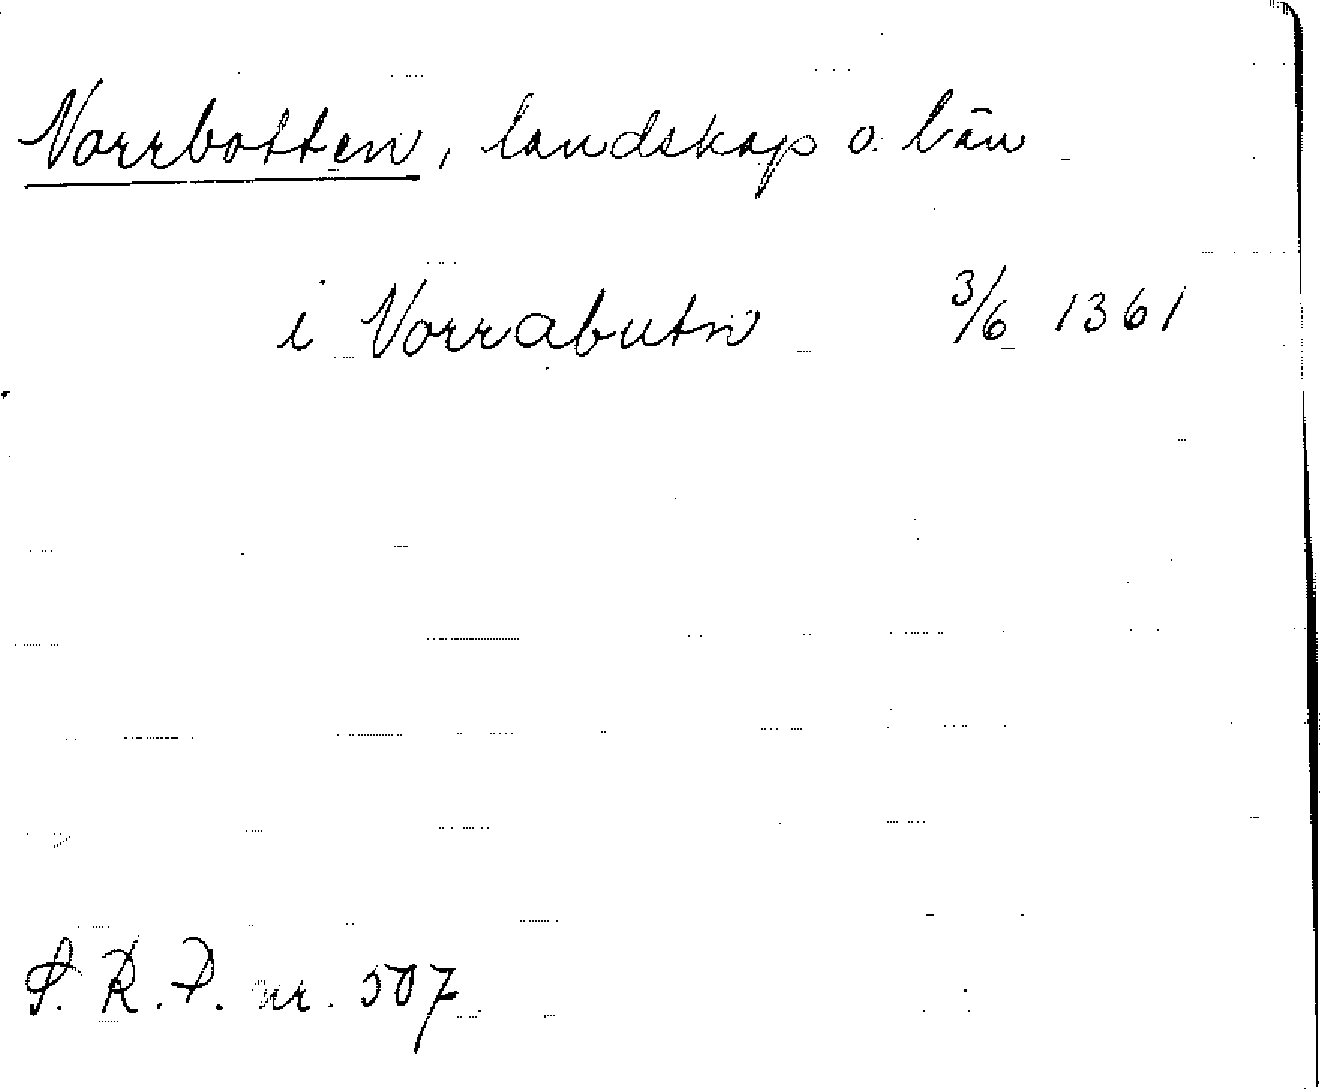 Norrbotten, landskap o. län
i Norrabutn 3/6 1361
S. R. P. nr. 507